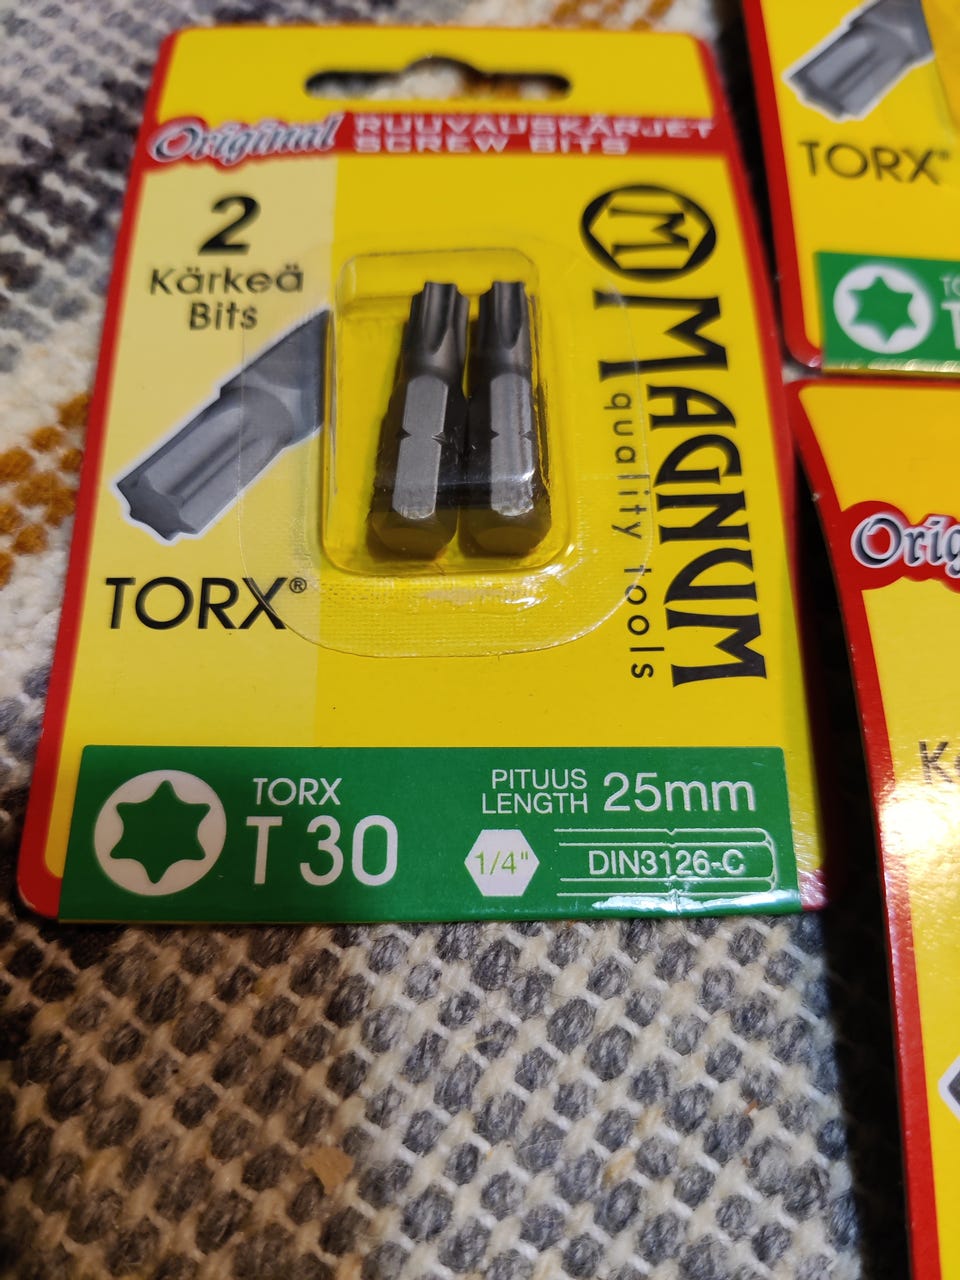 Original RUUVAUSKÄRJET
SCREW BITS
2
Kärkeä
Bits
M
MAGNUM
quality tools
TORX®
TORX
T 30
PITUUS
LENGTH 25mm
1/4"
DIN3126-C
TORX®